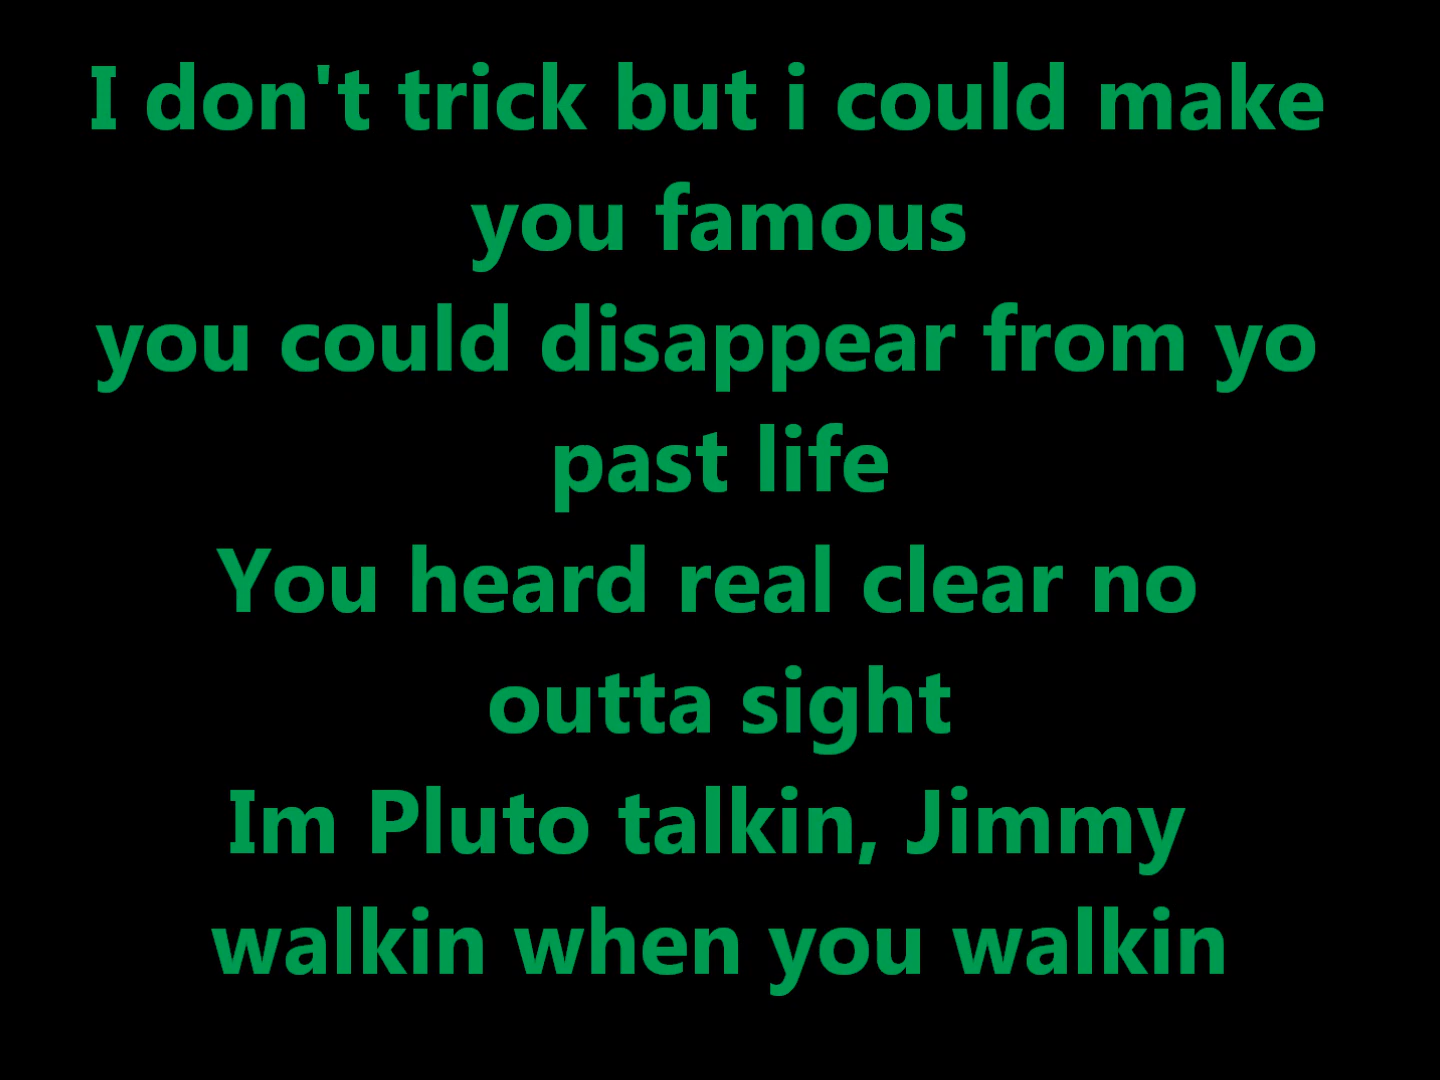 I don't trick but i could make
you famous
you could disappear from yo
past life
You heard real clear no
outta sight
Im Pluto talkin, Jimmy
walkin when you walkin